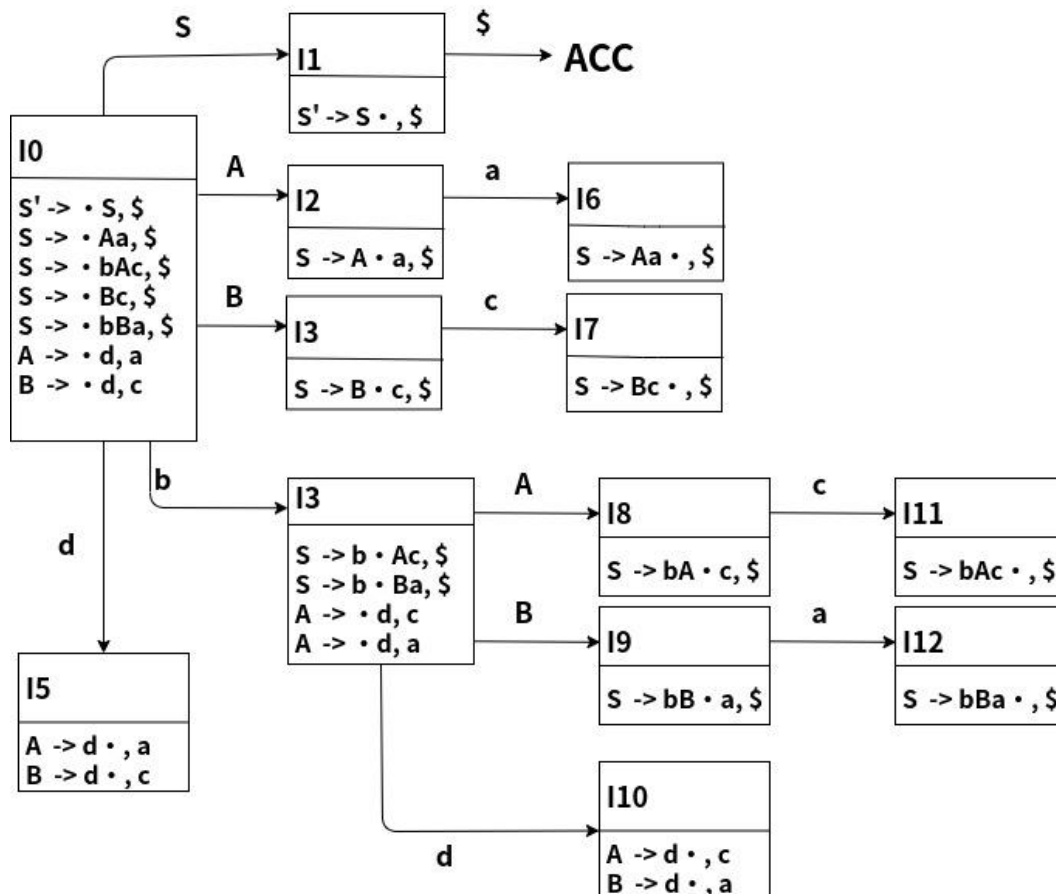 S
$
I1
ACC
S' -> S · , $
I0
S' -> · S, $
S -> · Aa, $
S -> · bAc, $
S -> · Bc, $
S -> · bBa, $
A -> · d, a
B -> · d, c
A
I2
S -> A · a, $
a
I6
S -> Aa · , $
B
I3
S -> B · c, $
c
I7
S -> Bc · , $
b
d
I3
S -> b · Ac, $
S -> b · Ba, $
A -> · d, c
A -> · d, a
A
I8
S -> bA · c, $
c
I11
S -> bAc · , $
B
I9
S -> bB · a, $
a
I12
S -> bBa · , $
I5
A -> d · , a
B -> d · , c
d
I10
A -> d · , c
B -> d · , a